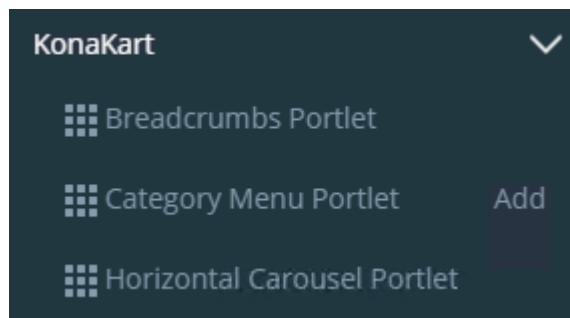 KonaKart
Breadcrumbs Portlet
Category Menu Portlet Add
Horizontal Carousel Portlet